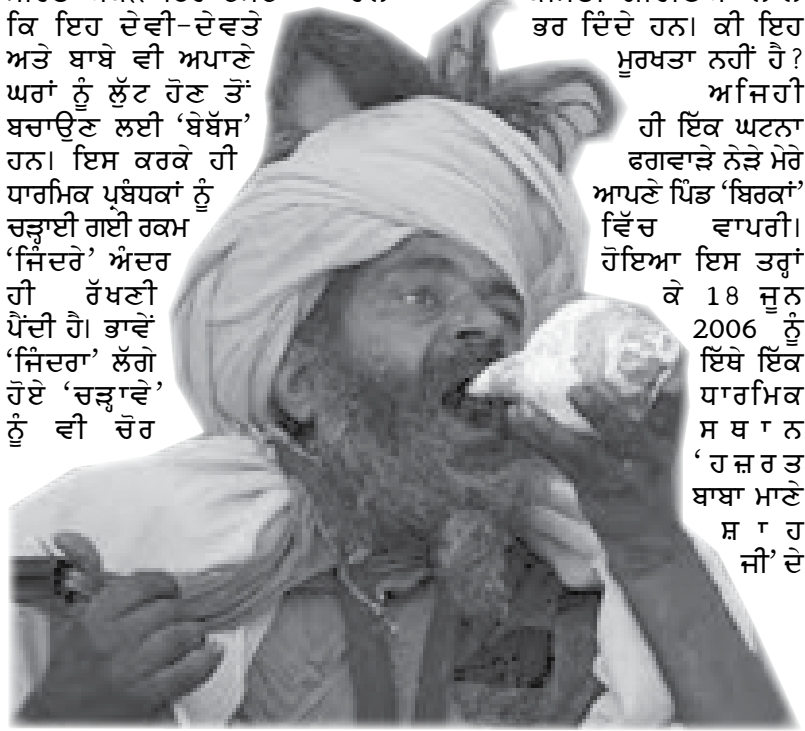 ਕਿ ਇਹ ਦੇਵੀ-ਦੇਵਤੇ
ਅਤੇ ਬਾਬੇ ਵੀ ਅਪਾਣੇ
ਘਰਾਂ ਨੂੰ ਲੁੱਟ ਹੋਣ ਤੋਂ
ਬਚਾਉਣ ਲਈ ‘ਬੇਬੱਸ’
ਹਨ। ਇਸ ਕਰਕੇ ਹੀ
ਧਾਰਮਿਕ ਪ੍ਰਬੰਧਕਾਂ ਨੂੰ
ਚੜ੍ਹਾਈ ਗਈ ਰਕਮ
‘ਜਿੰਦਰੇ’ ਅੰਦਰ
ਹੀ ਰੱਖਣੀ
ਪੈਂਦੀ ਹੈ। ਭਾਵੇਂ
‘ਜਿੰਦਰਾ’ ਲੱਗੇ
ਹੋਏ ‘ਚੜ੍ਹਾਵੇ’
ਨੂੰ ਵੀ ਚੋਰ
ਭਰ ਦਿੰਦੇ ਹਨ। ਕੀ ਇਹ
ਮੂਰਖਤਾ ਨਹੀਂ ਹੈ?
ਅਜਿਹੀ
ਹੀ ਇੱਕ ਘਟਨਾ
ਫਗਵਾੜੇ ਨੇੜੇ ਮੇਰੇ
ਆਪਣੇ ਪਿੰਡ ‘ਬਿਰਕਾਂ’
ਵਿੱਚ ਵਾਪਰੀ।
ਹੋਇਆ ਇਸ ਤਰ੍ਹਾਂ
ਕੇ 18 ਜੂਨ
2006 ਨੂੰ
ਇੱਥੇ ਇੱਕ
ਧਾਰਮਿਕ
ਸਥਾਨ
‘ਹਜ਼ਰਤ
ਬਾਬਾ ਮਾਣੇ
ਸ਼ਾਹ
ਜੀ’ ਦੇ